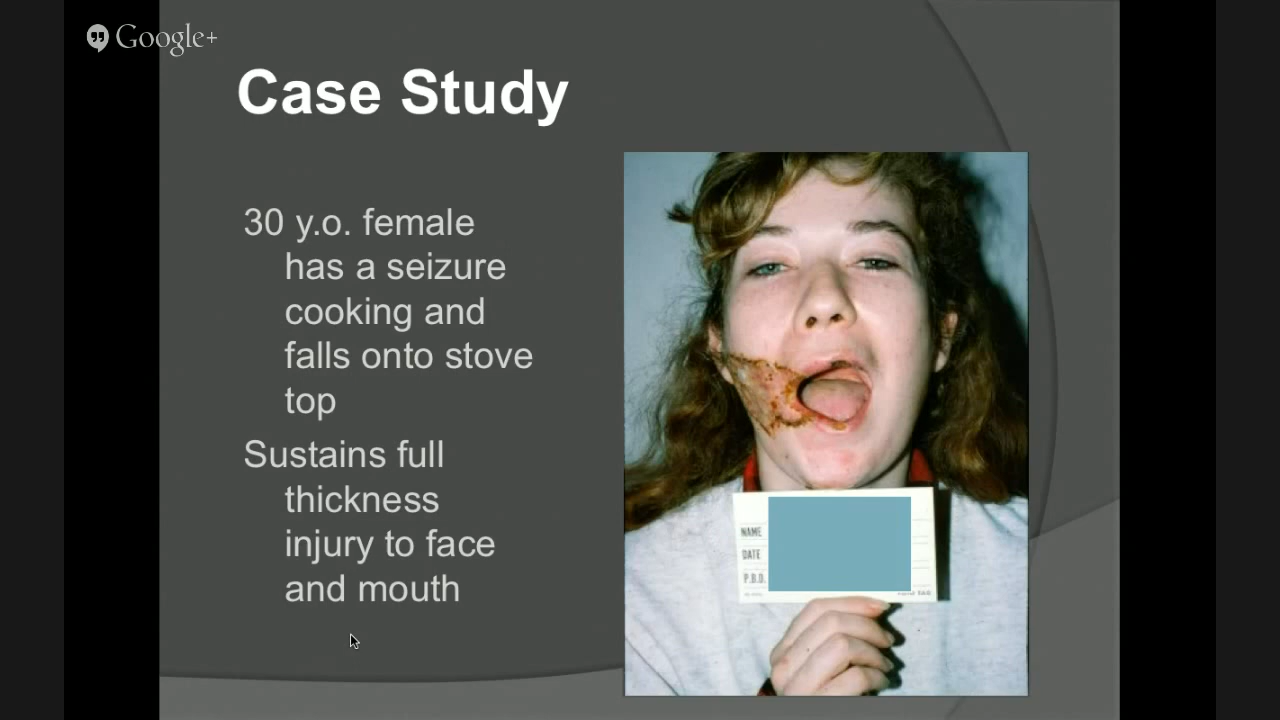 Google+
Case Study
30 y.o. female
has a seizure
cooking and
falls onto stove
top
Sustains full
thickness
injury to face
and mouth
NAME
DATE
P.B.D.